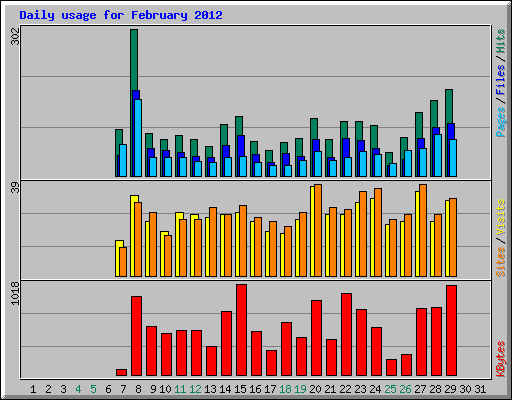 Daily usage for February 2012
302
Pages / Files / Hits
39
Sites / Visits
1018
KBytes
1 2 3 4 5 6 7 8 9 10 11 12 13 14 15 16 17 18 19 20 21 22 23 24 25 26 27 28 29 30 31